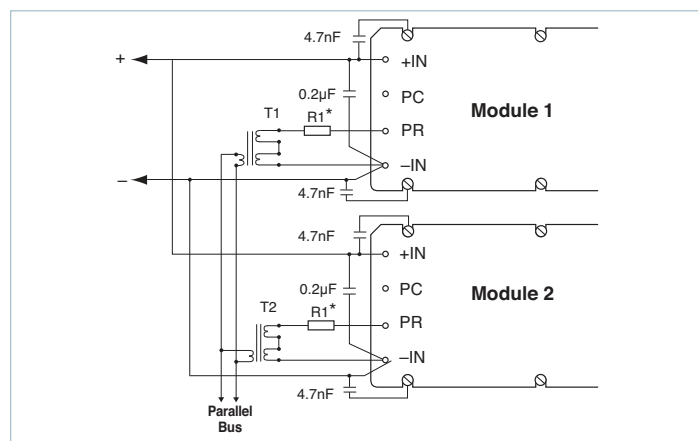 4.7nF
+
+IN
0.2µF
PC
Module 1
T1
R1*
PR
–
–IN
4.7nF
4.7nF
+IN
0.2µF
PC
Module 2
T2
R1*
PR
–IN
4.7nF
Parallel
Bus